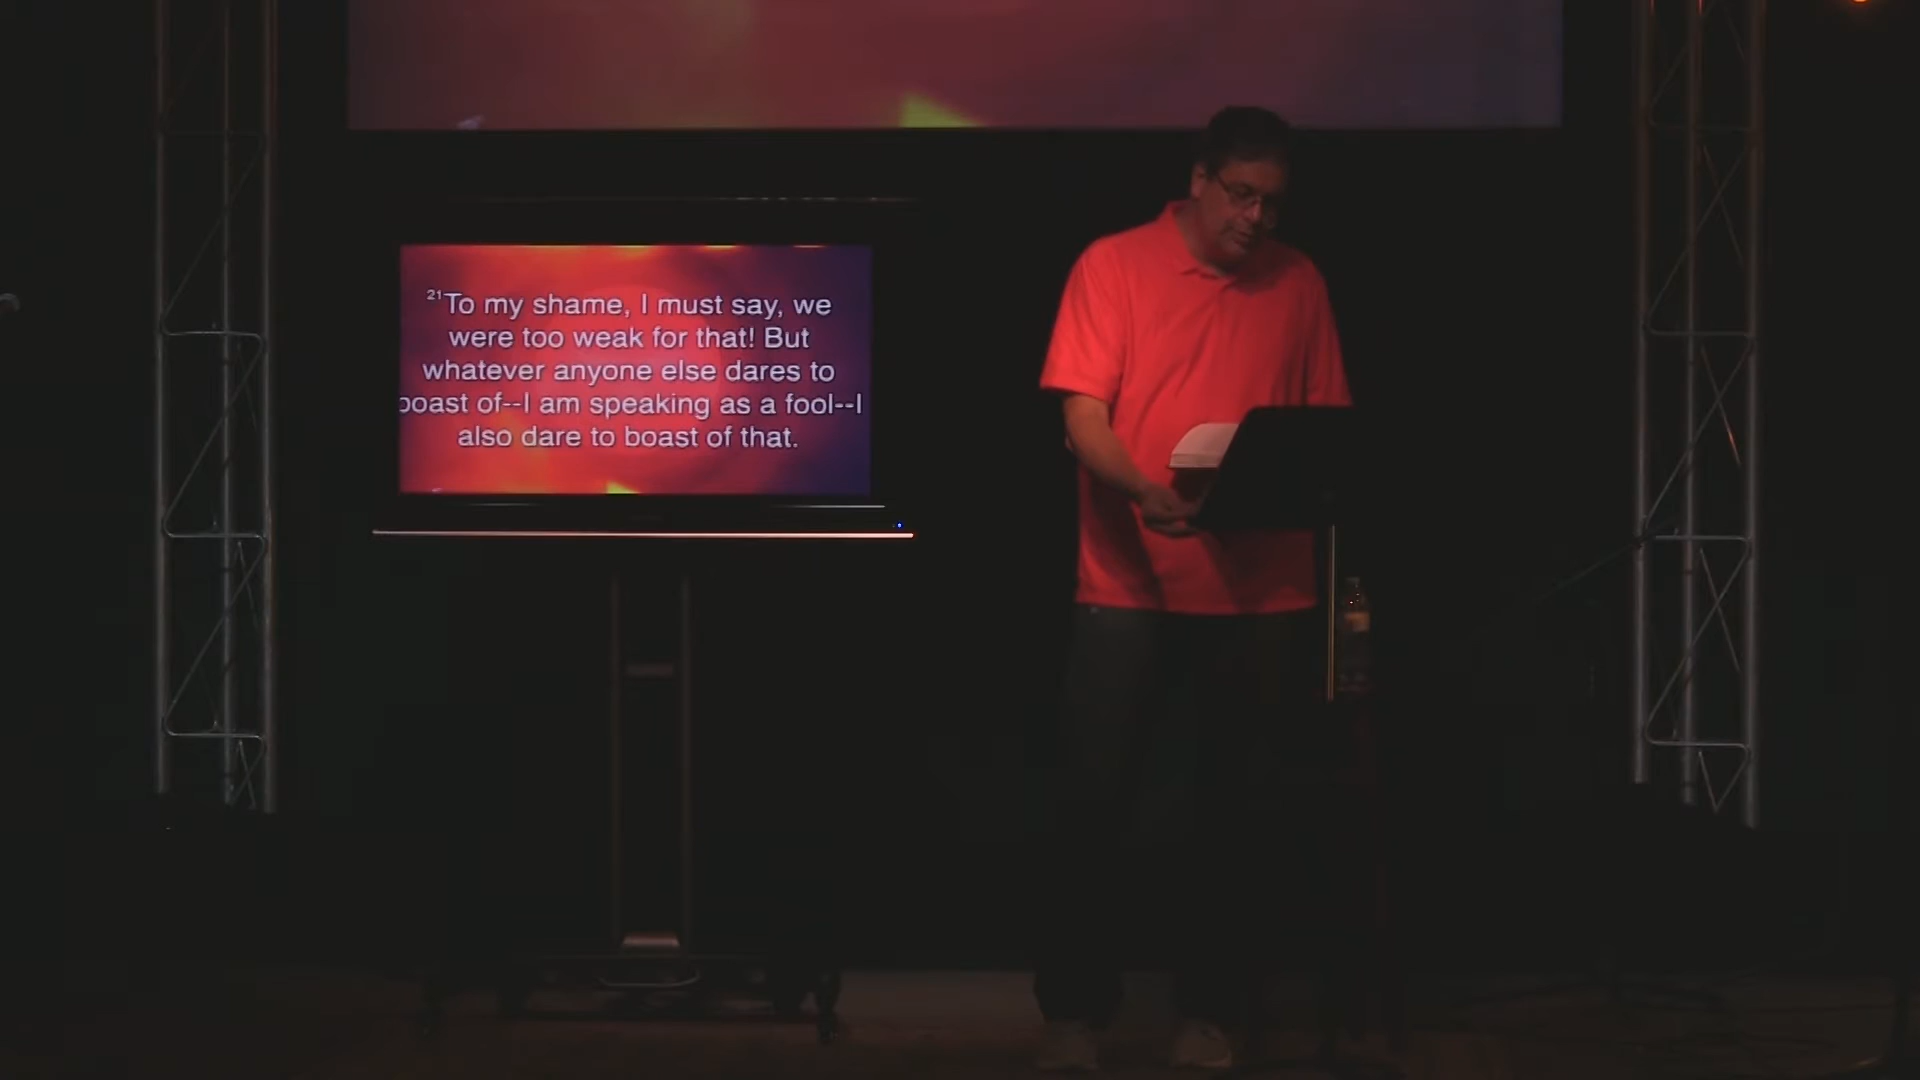 21To my shame, I must say, we
were too weak for that! But
whatever anyone else dares to
boast of--I am speaking as a fool--I
also dare to boast of that.